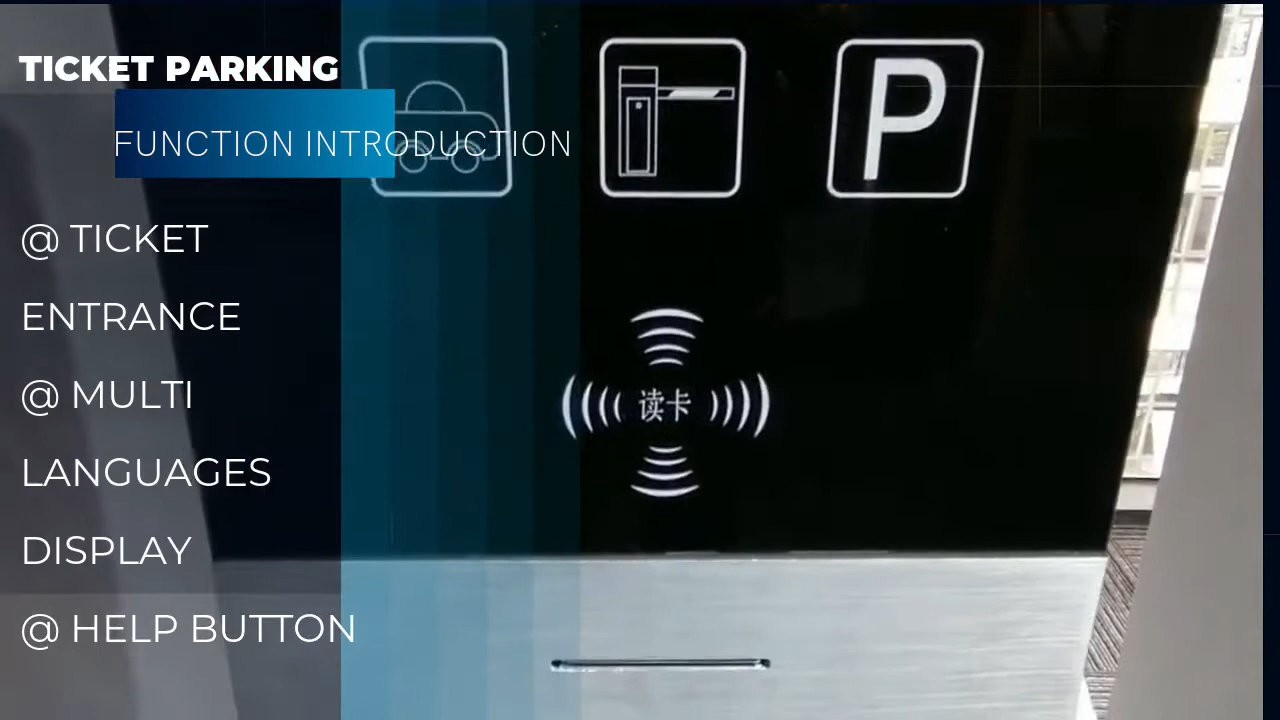 TICKET PARKING
FUNCTION INTRODUCTION
P
@ TICKET
ENTRANCE
@ MULTI
LANGUAGES
DISPLAY
@ HELP BUTTON
读卡